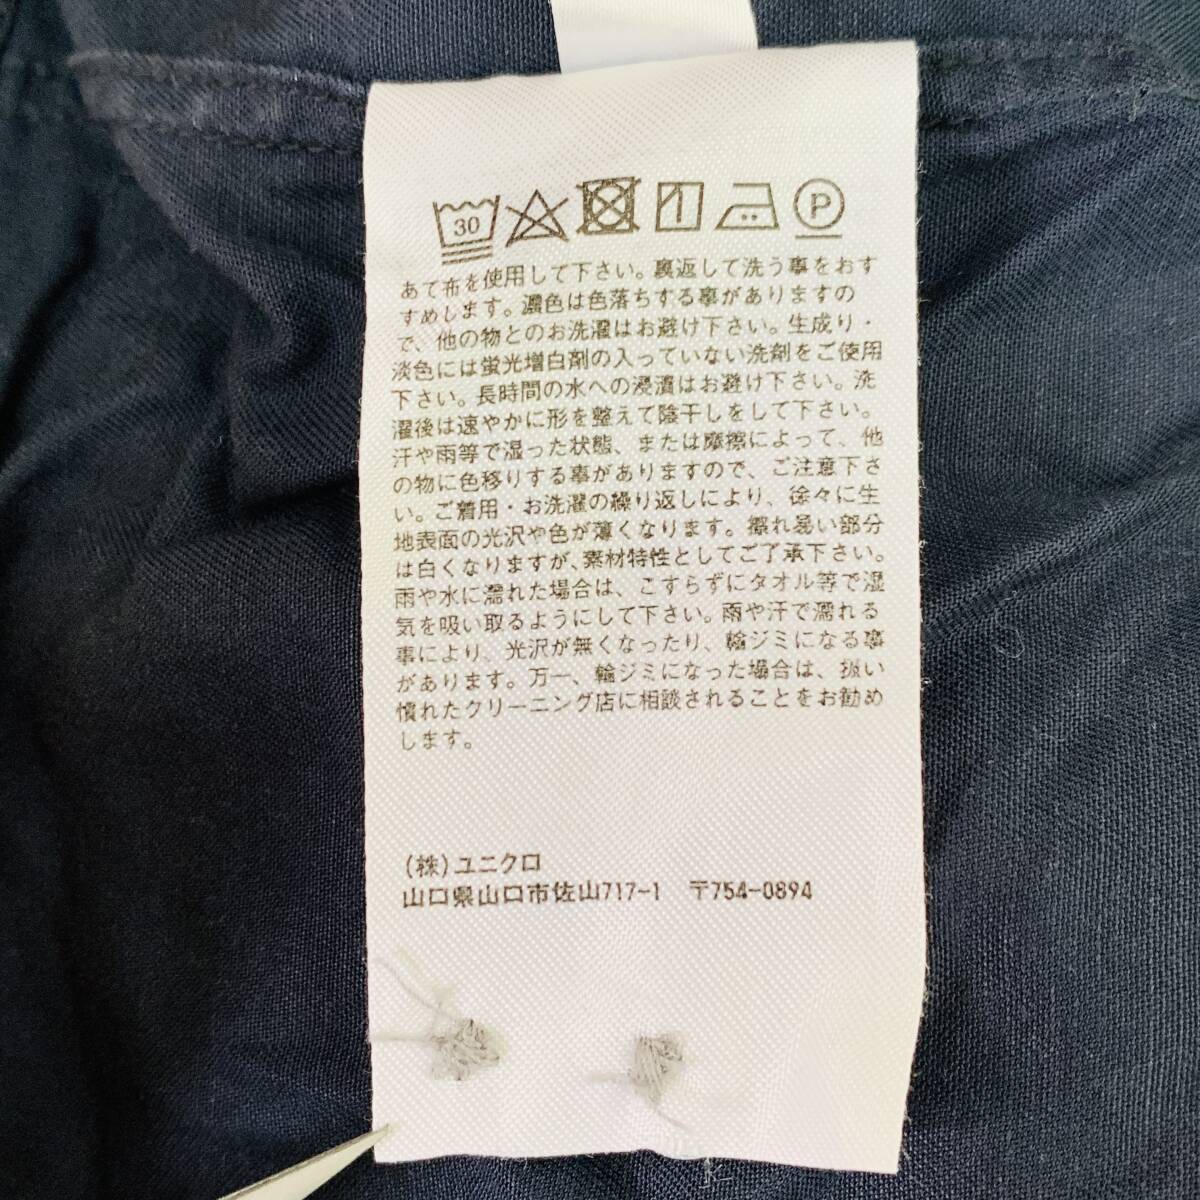 30
P
あて布を使用して下さい。裏返して洗う事をおす
すめします。濃色は色落ちする事がありますの
で、他の物とのお洗濯はお避け下さい。生成り・
淡色には蛍光増白剤の入っていない洗剤をご使用
下さい。長時間の水への浸漬はお避け下さい。洗
濯後は速やかに形を整えて陰干しをして下さい。
汗や雨等で湿った状態、または摩擦によって、他
の物に色移りする事がありますので、ご注意下さ
い。ご着用・お洗濯の繰り返しにより、徐々に生
地表面の光沢や色が薄くなります。擦れ易い部分
は白くなりますが、素材特性としてご了承下さい。
雨や水に濡れた場合は、こすらずにタオル等で湿
気を吸い取るようにして下さい。雨や汗で濡れる
事により、光沢が無くなったり、輪ジミになる事
があります。万一、輪ジミになった場合は、扱い
慣れたクリーニング店に相談されることをお勧め
します。
(株)ユニクロ
山口県山口市佐山717-1 〒754-0894